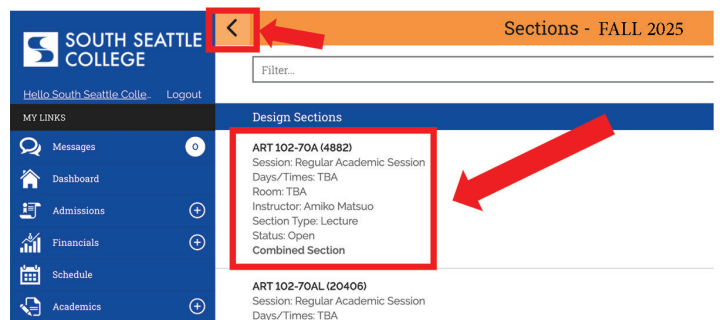 SOUTH SEATTLE
COLLEGE
Hello South Seattle Colle.. Logout
MY LINKS
Messages 0
Dashboard
Admissions
Financials
Schedule
Academics
Sections - FALL 2025
Filter...
Design Sections
ART 102-70A (4882)
Session: Regular Academic Session
Days/Times: TBA
Room: TBA
Instructor: Amiko Matsuo
Section Type: Lecture
Status: Open
Combined Section
ART 102-70AL (20406)
Session: Regular Academic Session
Days/Times: TBA